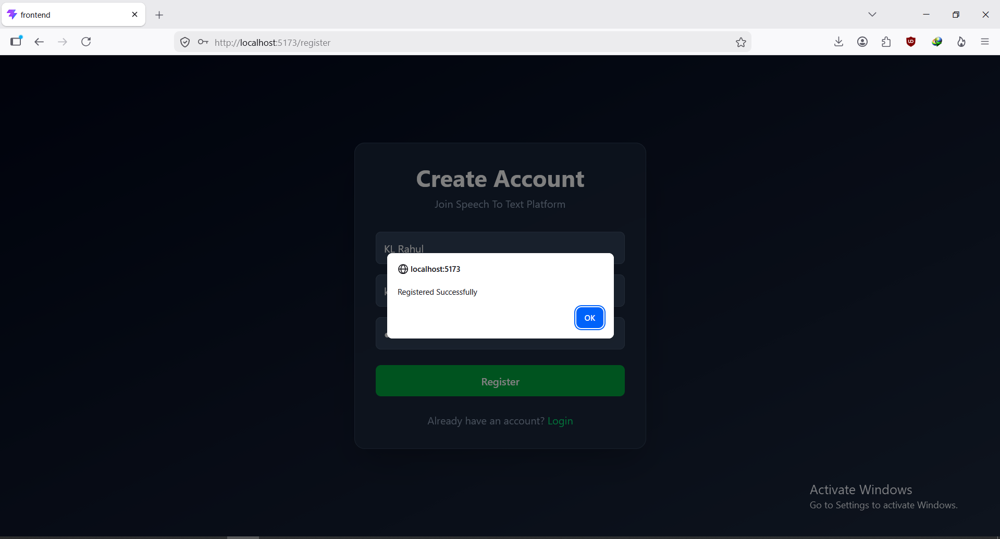 frontend
http://localhost:5173/register
Create Account
Join Speech To Text Platform
KL Rahul
localhost:5173
Registered Successfully
OK
Register
Already have an account? Login
Activate Windows
Go to Settings to activate Windows.